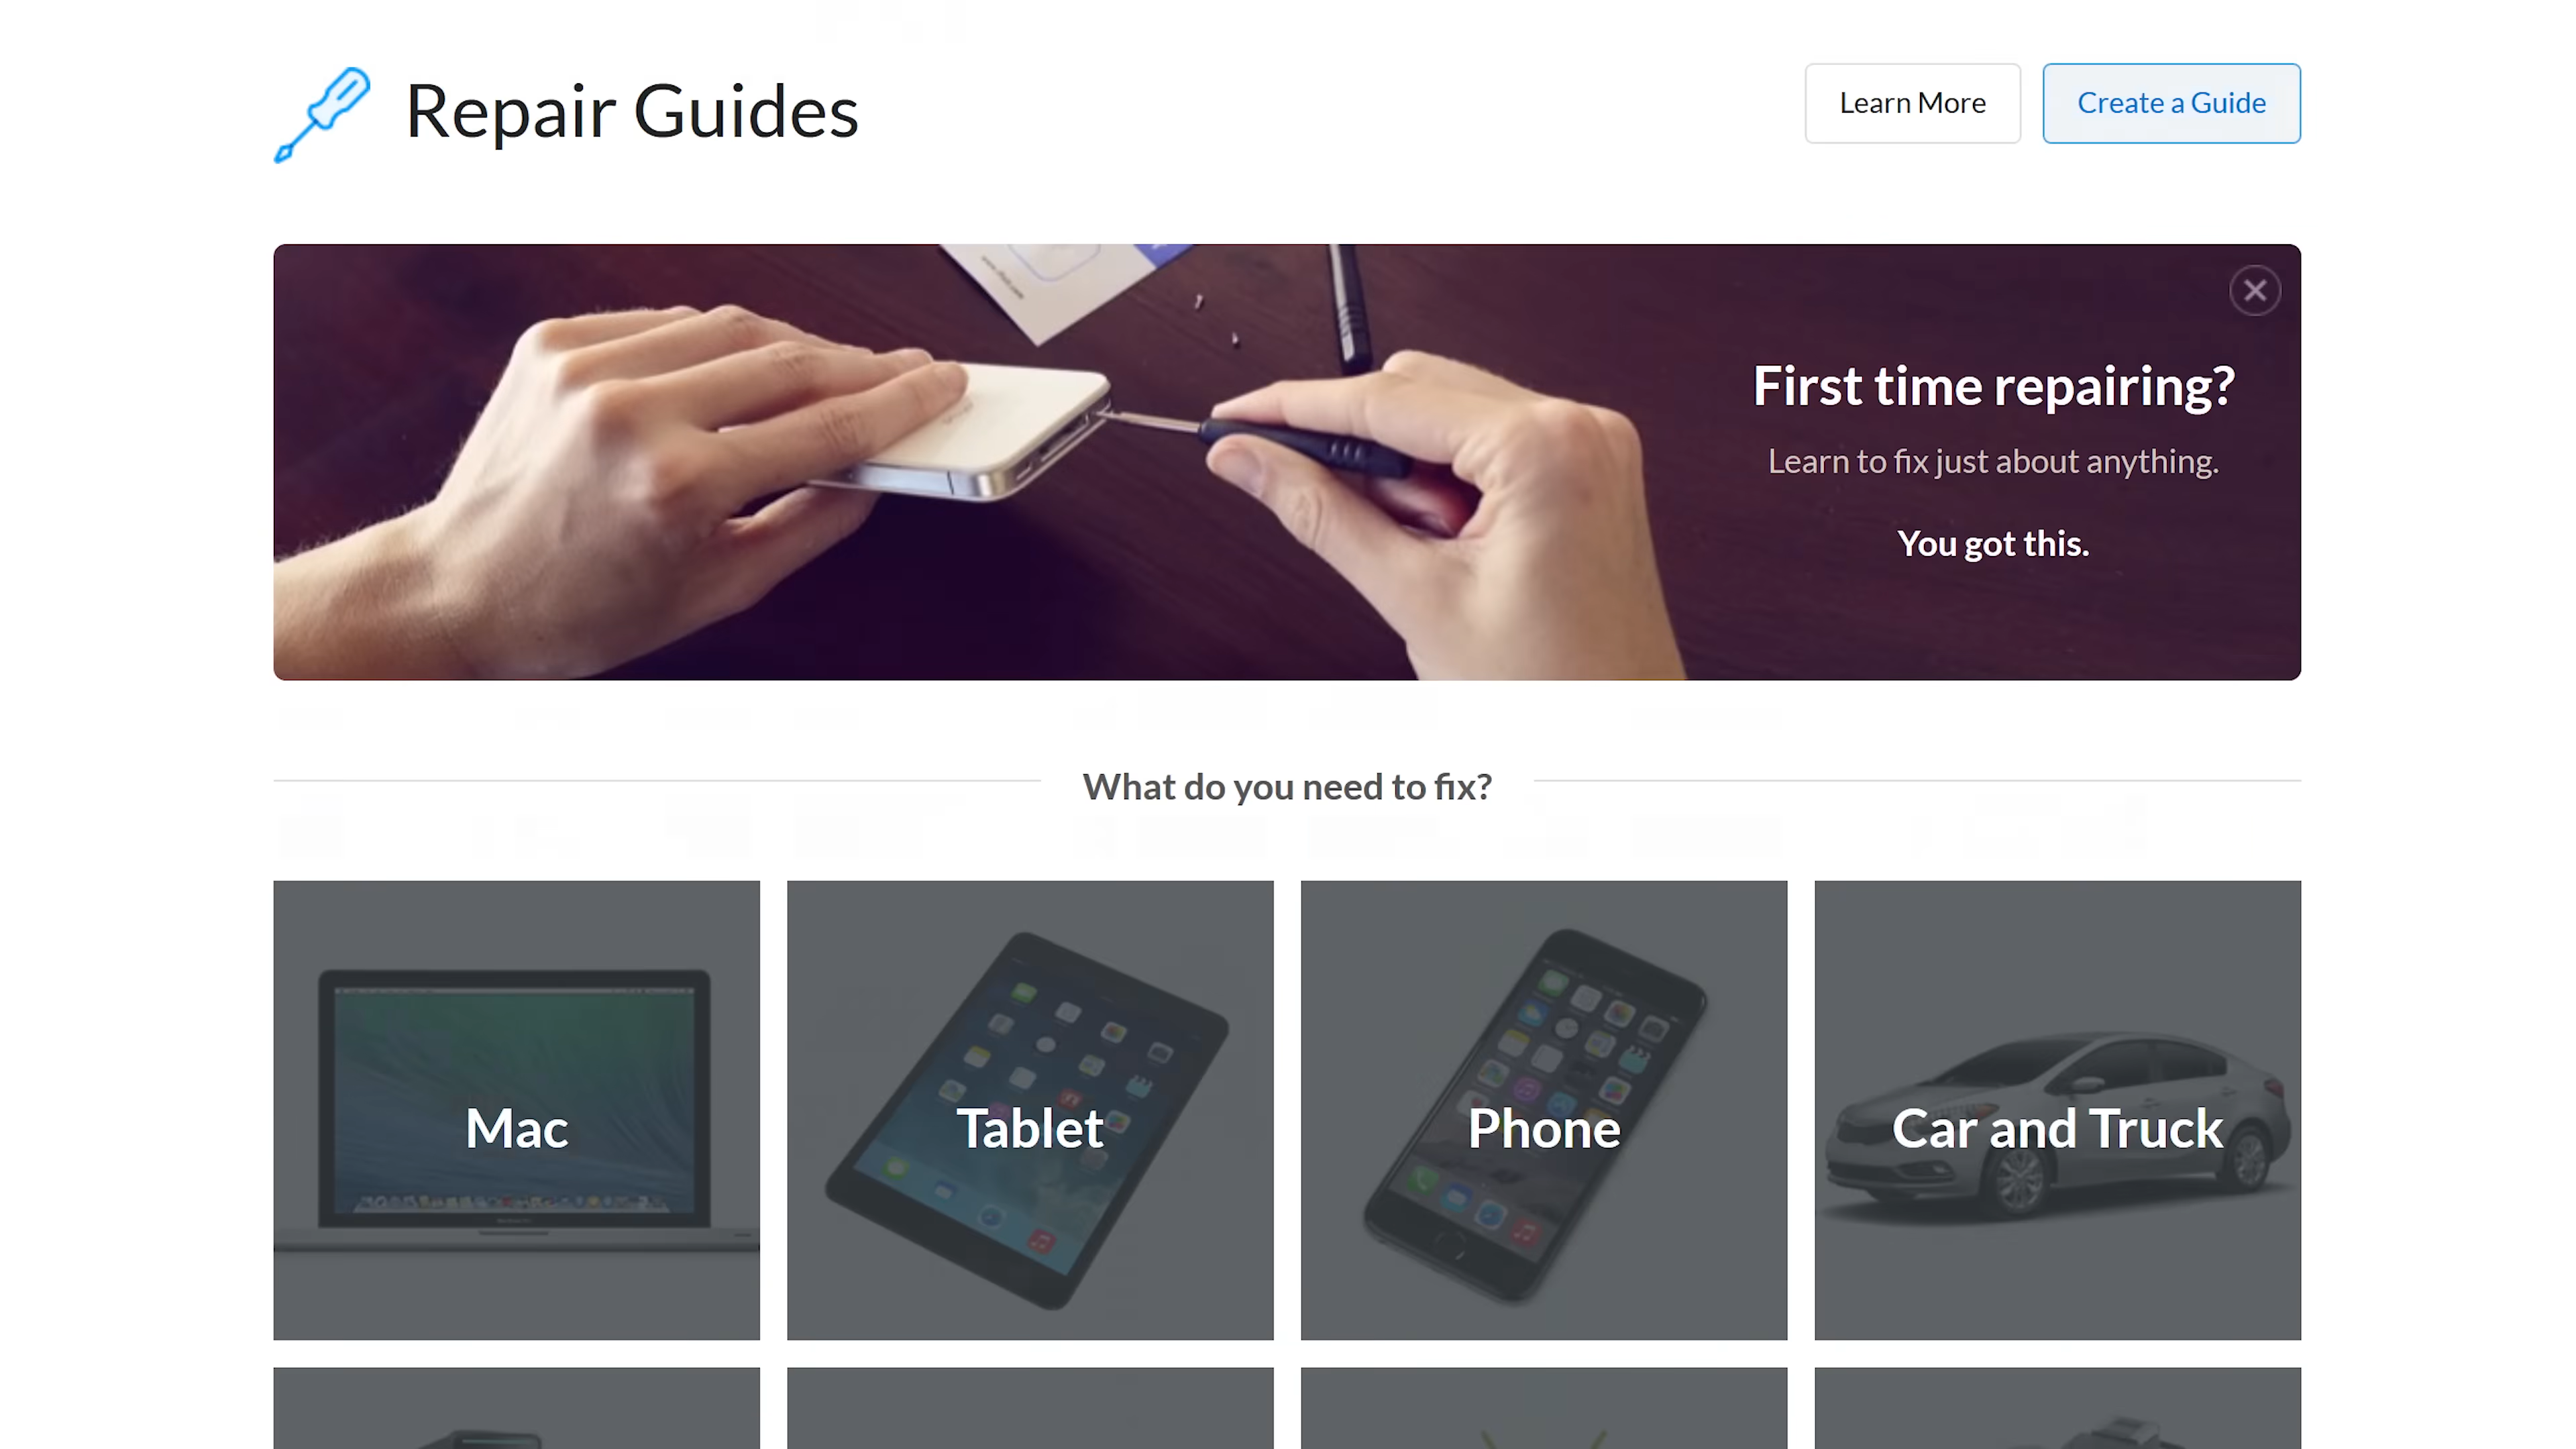 Repair Guides
Learn More
Create a Guide
First time repairing?
Learn to fix just about anything.
You got this.
What do you need to fix?
Mac
Tablet
Phone
Car and Truck